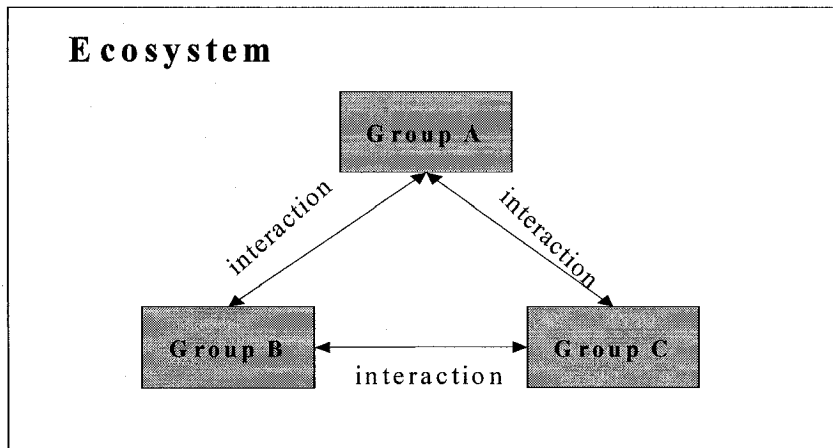 Ecosystem
Group A
interaction
interaction
Group B
Group C
interaction